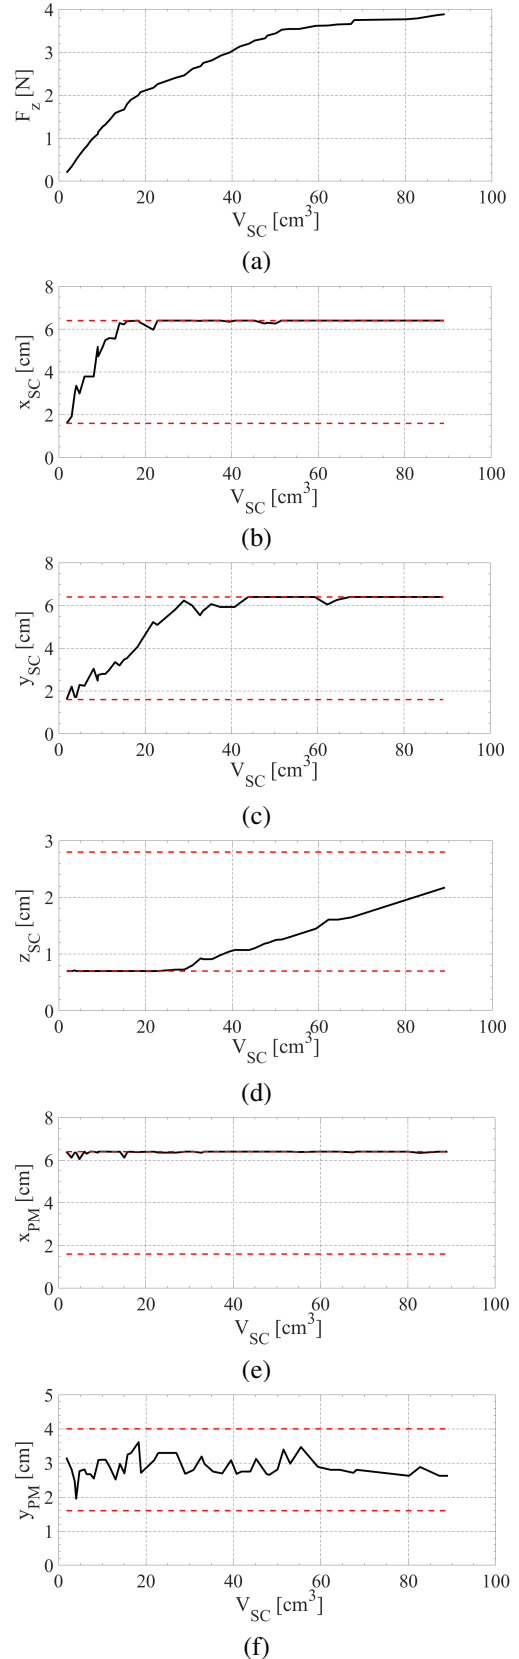 4
3
2
1
0
F_z [N]
0 20 40 60 80 100
V_SC [cm^3]
(a)
8
6
4
2
0
x_SC [cm]
0 20 40 60 80 100
V_SC [cm^3]
(b)
8
6
4
2
0
y_SC [cm]
0 20 40 60 80 100
V_SC [cm^3]
(c)
3
2
1
0
z_SC [cm]
0 20 40 60 80 100
V_SC [cm^3]
(d)
8
6
4
2
0
x_PM [cm]
0 20 40 60 80 100
V_SC [cm^3]
(e)
5
4
3
2
1
0
y_PM [cm]
0 20 40 60 80 100
V_SC [cm^3]
(f)